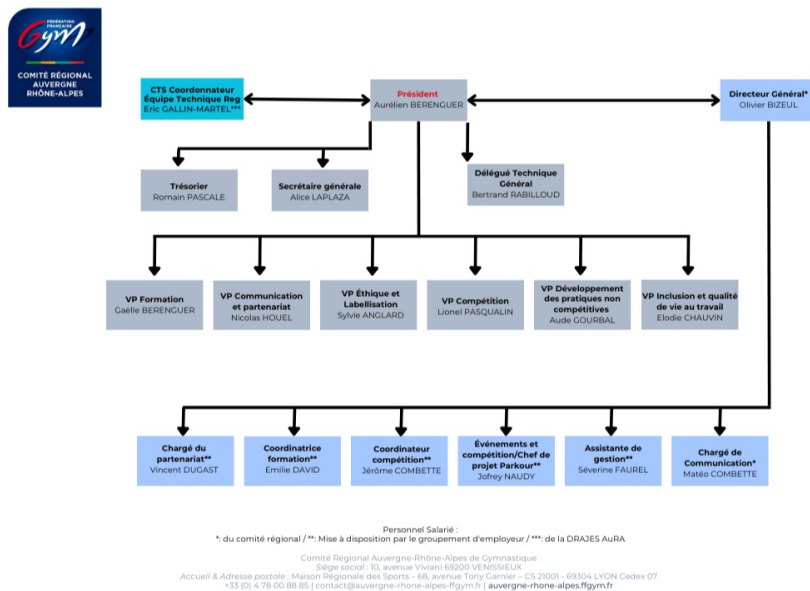 FÉDÉRATION
FRANÇAISE
Gym
COMITÉ RÉGIONAL
AUVERGNE
RHÔNE-ALPES
CTS Coordonnateur
Équipe Technique Reg
Eric GALLIN-MARTEL***
Président
Aurélien BERENGUER
Directeur Général*
Olivier BIZEUL
Trésorier
Romain PASCALE
Secrétaire générale
Alice LAPLAZA
Délégué Technique
Général
Bertrand RABILLOUD
VP Formation
Gaëlle BERENGUER
VP Communication
et partenariat
Nicolas HOUEL
VP Éthique et
Labellisation
Sylvie ANGLARD
VP Compétition
Lionel PASQUALIN
VP Développement
des pratiques non
compétitives
Aude GOURBAL
VP Inclusion et qualité
de vie au travail
Elodie CHAUVIN
Chargé du
partenariat**
Vincent DUGAST
Coordinatrice
formation**
Emilie DAVID
Coordinateur
compétition**
Jérôme COMBETTE
Événements et
compétition/Chef de
projet Parkour**
Jofrey NAUDY
Assistante de
gestion**
Séverine FAUREL
Chargé de
Communication*
Matéo COMBETTE
Personnel Salarié :
*: du comité régional / **: Mise à disposition par le groupement d'employeur / ***: de la DRAJES AuRA
Comité Régional Auvergne-Rhône-Alpes de Gymnastique
Siège social : 10, avenue Viviani 69200 VENISSIEUX
Accueil & Adresse postale : Maison Régionale des Sports – 68, avenue Tony Garnier – CS 21001 - 69304 LYON Cedex 07
+33 (0) 4 78 00 88 85 | contact@auvergne-rhone-alpes.ffgym.fr | auvergne-rhone-alpes.ffgym.fr